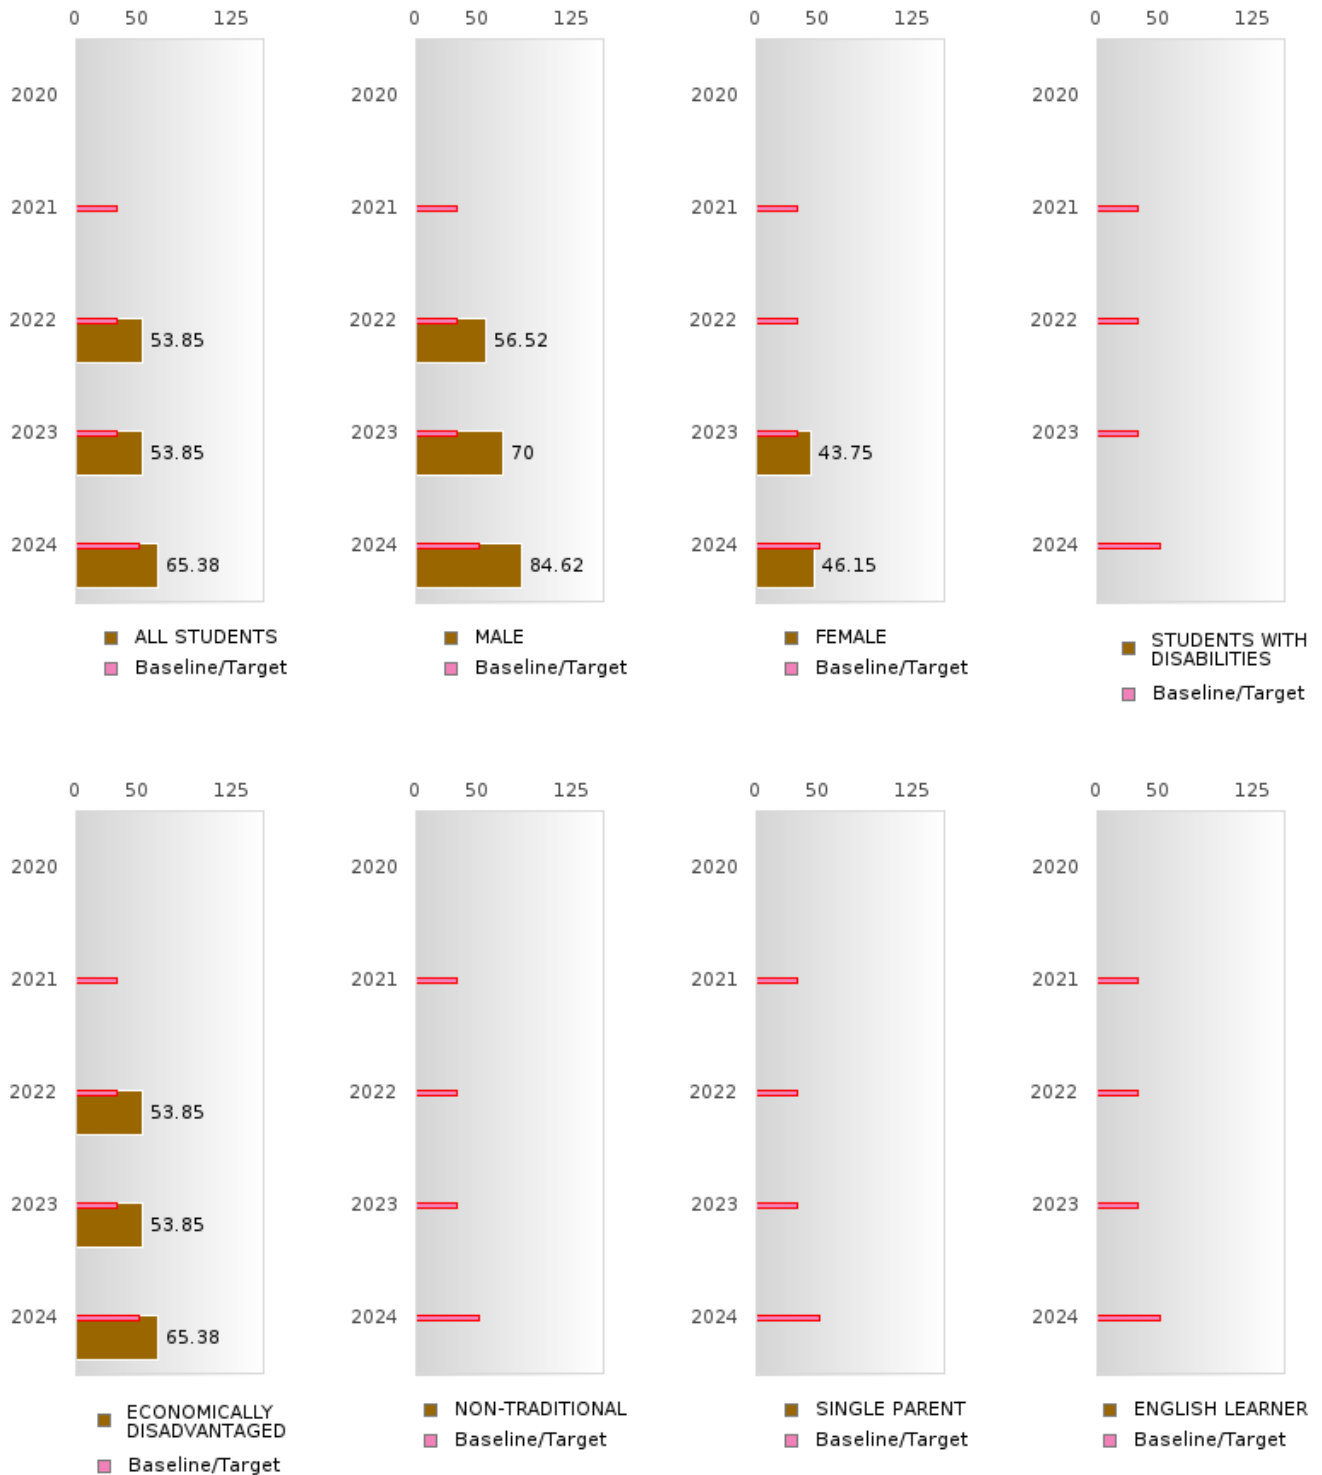 0 50 125
2020
2021
2022
53.85
2023
53.85
2024
65.38
ALL STUDENTS
Baseline/Target
0 50 125
2020
2021
2022
56.52
2023
70
2024
84.62
MALE
Baseline/Target
0 50 125
2020
2021
2022
2023
43.75
2024
46.15
FEMALE
Baseline/Target
0 50 125
2020
2021
2022
2023
2024
STUDENTS WITH
DISABILITIES
Baseline/Target
0 50 125
2020
2021
2022
53.85
2023
53.85
2024
65.38
ECONOMICALLY
DISADVANTAGED
Baseline/Target
0 50 125
2020
2021
2022
2023
2024
NON-TRADITIONAL
Baseline/Target
0 50 125
2020
2021
2022
2023
2024
SINGLE PARENT
Baseline/Target
0 50 125
2020
2021
2022
2023
2024
ENGLISH LEARNER
Baseline/Target